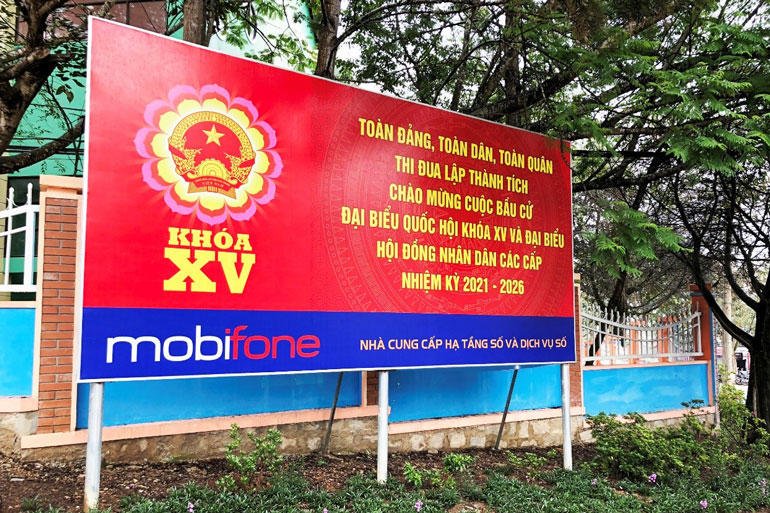 KHÓA
XV
TOÀN ĐẢNG, TOÀN DÂN, TOÀN QUÂN
THI ĐUA LẬP THÀNH TÍCH
CHÀO MỪNG CUỘC BẦU CỬ
ĐẠI BIỂU QUỐC HỘI KHÓA XV VÀ ĐẠI BIỂU
HỘI ĐỒNG NHÂN DÂN CÁC CẤP
NHIỆM KỲ 2021 - 2026
mobifone
NHÀ CUNG CẤP HẠ TẦNG SỐ VÀ DỊCH VỤ SỐ